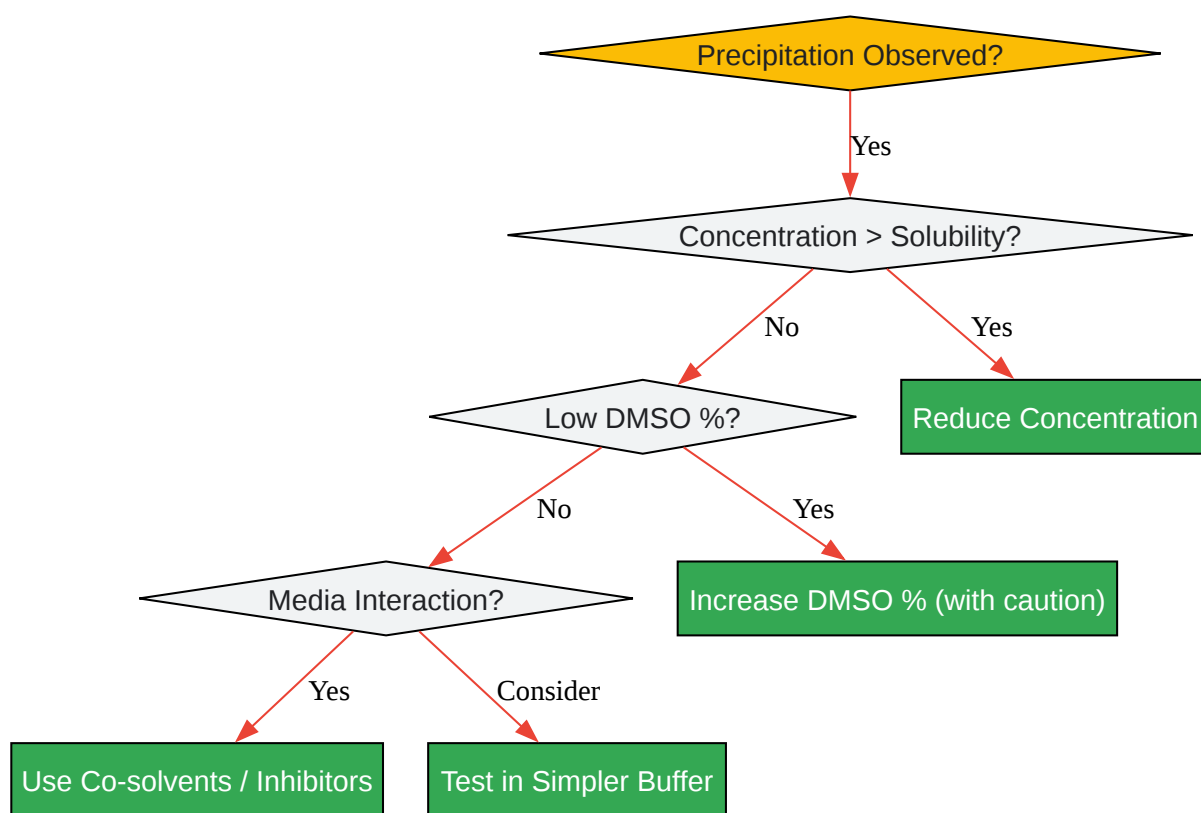 Precipitation Observed?
Yes
Concentration > Solubility?
No
Yes
Low DMSO %?
Reduce Concentration
No
Yes
Media Interaction?
Increase DMSO % (with caution)
Yes
Consider
Use Co-solvents / Inhibitors
Test in Simpler Buffer